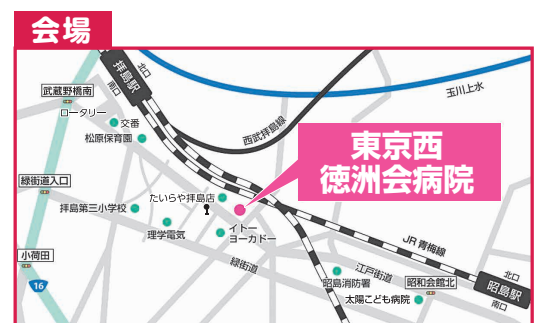 会場
拝島駅
北口
南口
武蔵野橋南
ロータリー
交番
松原保育園
西武拝島線
玉川上水
東京西
徳洲会病院
緑街道入口
たいらや拝島店
拝島第三小学校
理学電気
イトー
ヨーカドー
JR青梅線
小荷田
緑街道
江戸街道
昭島消防署
昭和会館北
太陽こども病院
北口
昭島駅
南口
16